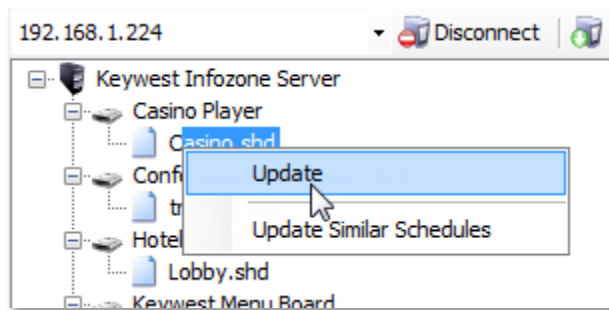 192.168.1.224 Disconnect
Keywest Infozone Server
Casino Player
Casino.shd
Update
Update Similar Schedules
Hotel
Lobby.shd
Keywest Menu Board